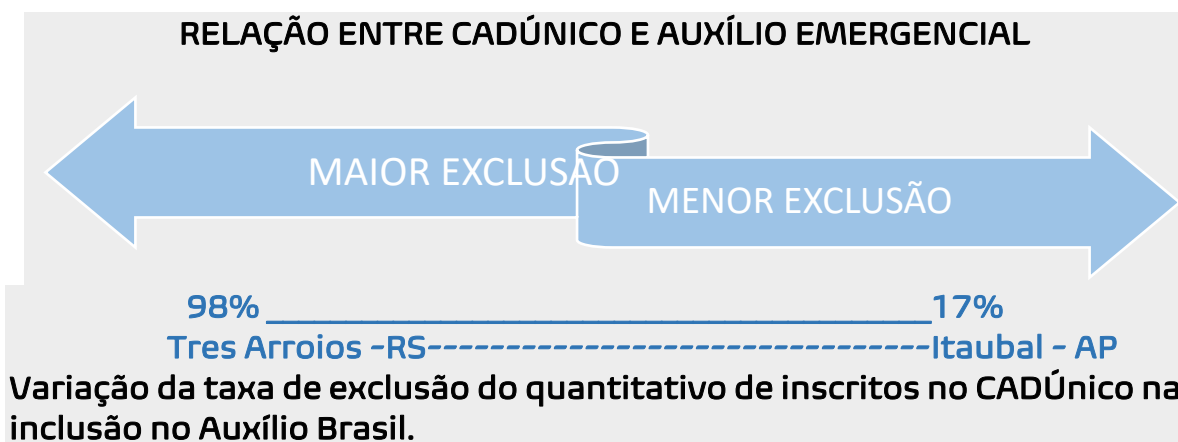 RELAÇÃO ENTRE CADÚNICO E AUXÍLIO EMERGENCIAL
MAIOR EXCLUSÃO
MENOR EXCLUSÃO
98% ________________________________________17%
Tres Arroios -RS--------------------------------Itaubal - AP
Variação da taxa de exclusão do quantitativo de inscritos no CADÚnico na
inclusão no Auxílio Brasil.